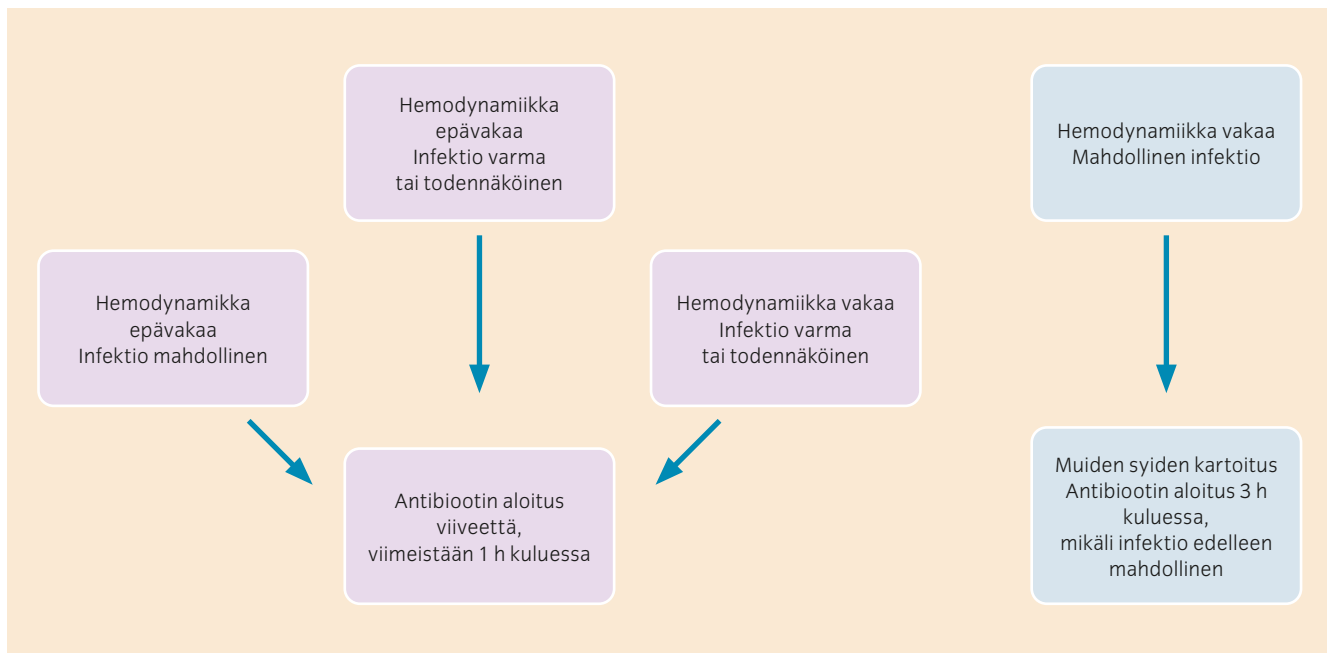 Hemodynamiikka
epävakaa
Infektio varma
tai todennäköinen
Hemodynamiikka vakaa
Mahdollinen infektio
Hemodynamikka
epävakaa
Infektio mahdollinen
Hemodynamiikka vakaa
Infektio varma
tai todennäköinen
Antibiootin aloitus
viiveettä,
viimeistään 1 h kuluessa
Muiden syiden kartoitus
Antibiootin aloitus 3 h
kuluessa,
mikäli infektio edelleen
mahdollinen